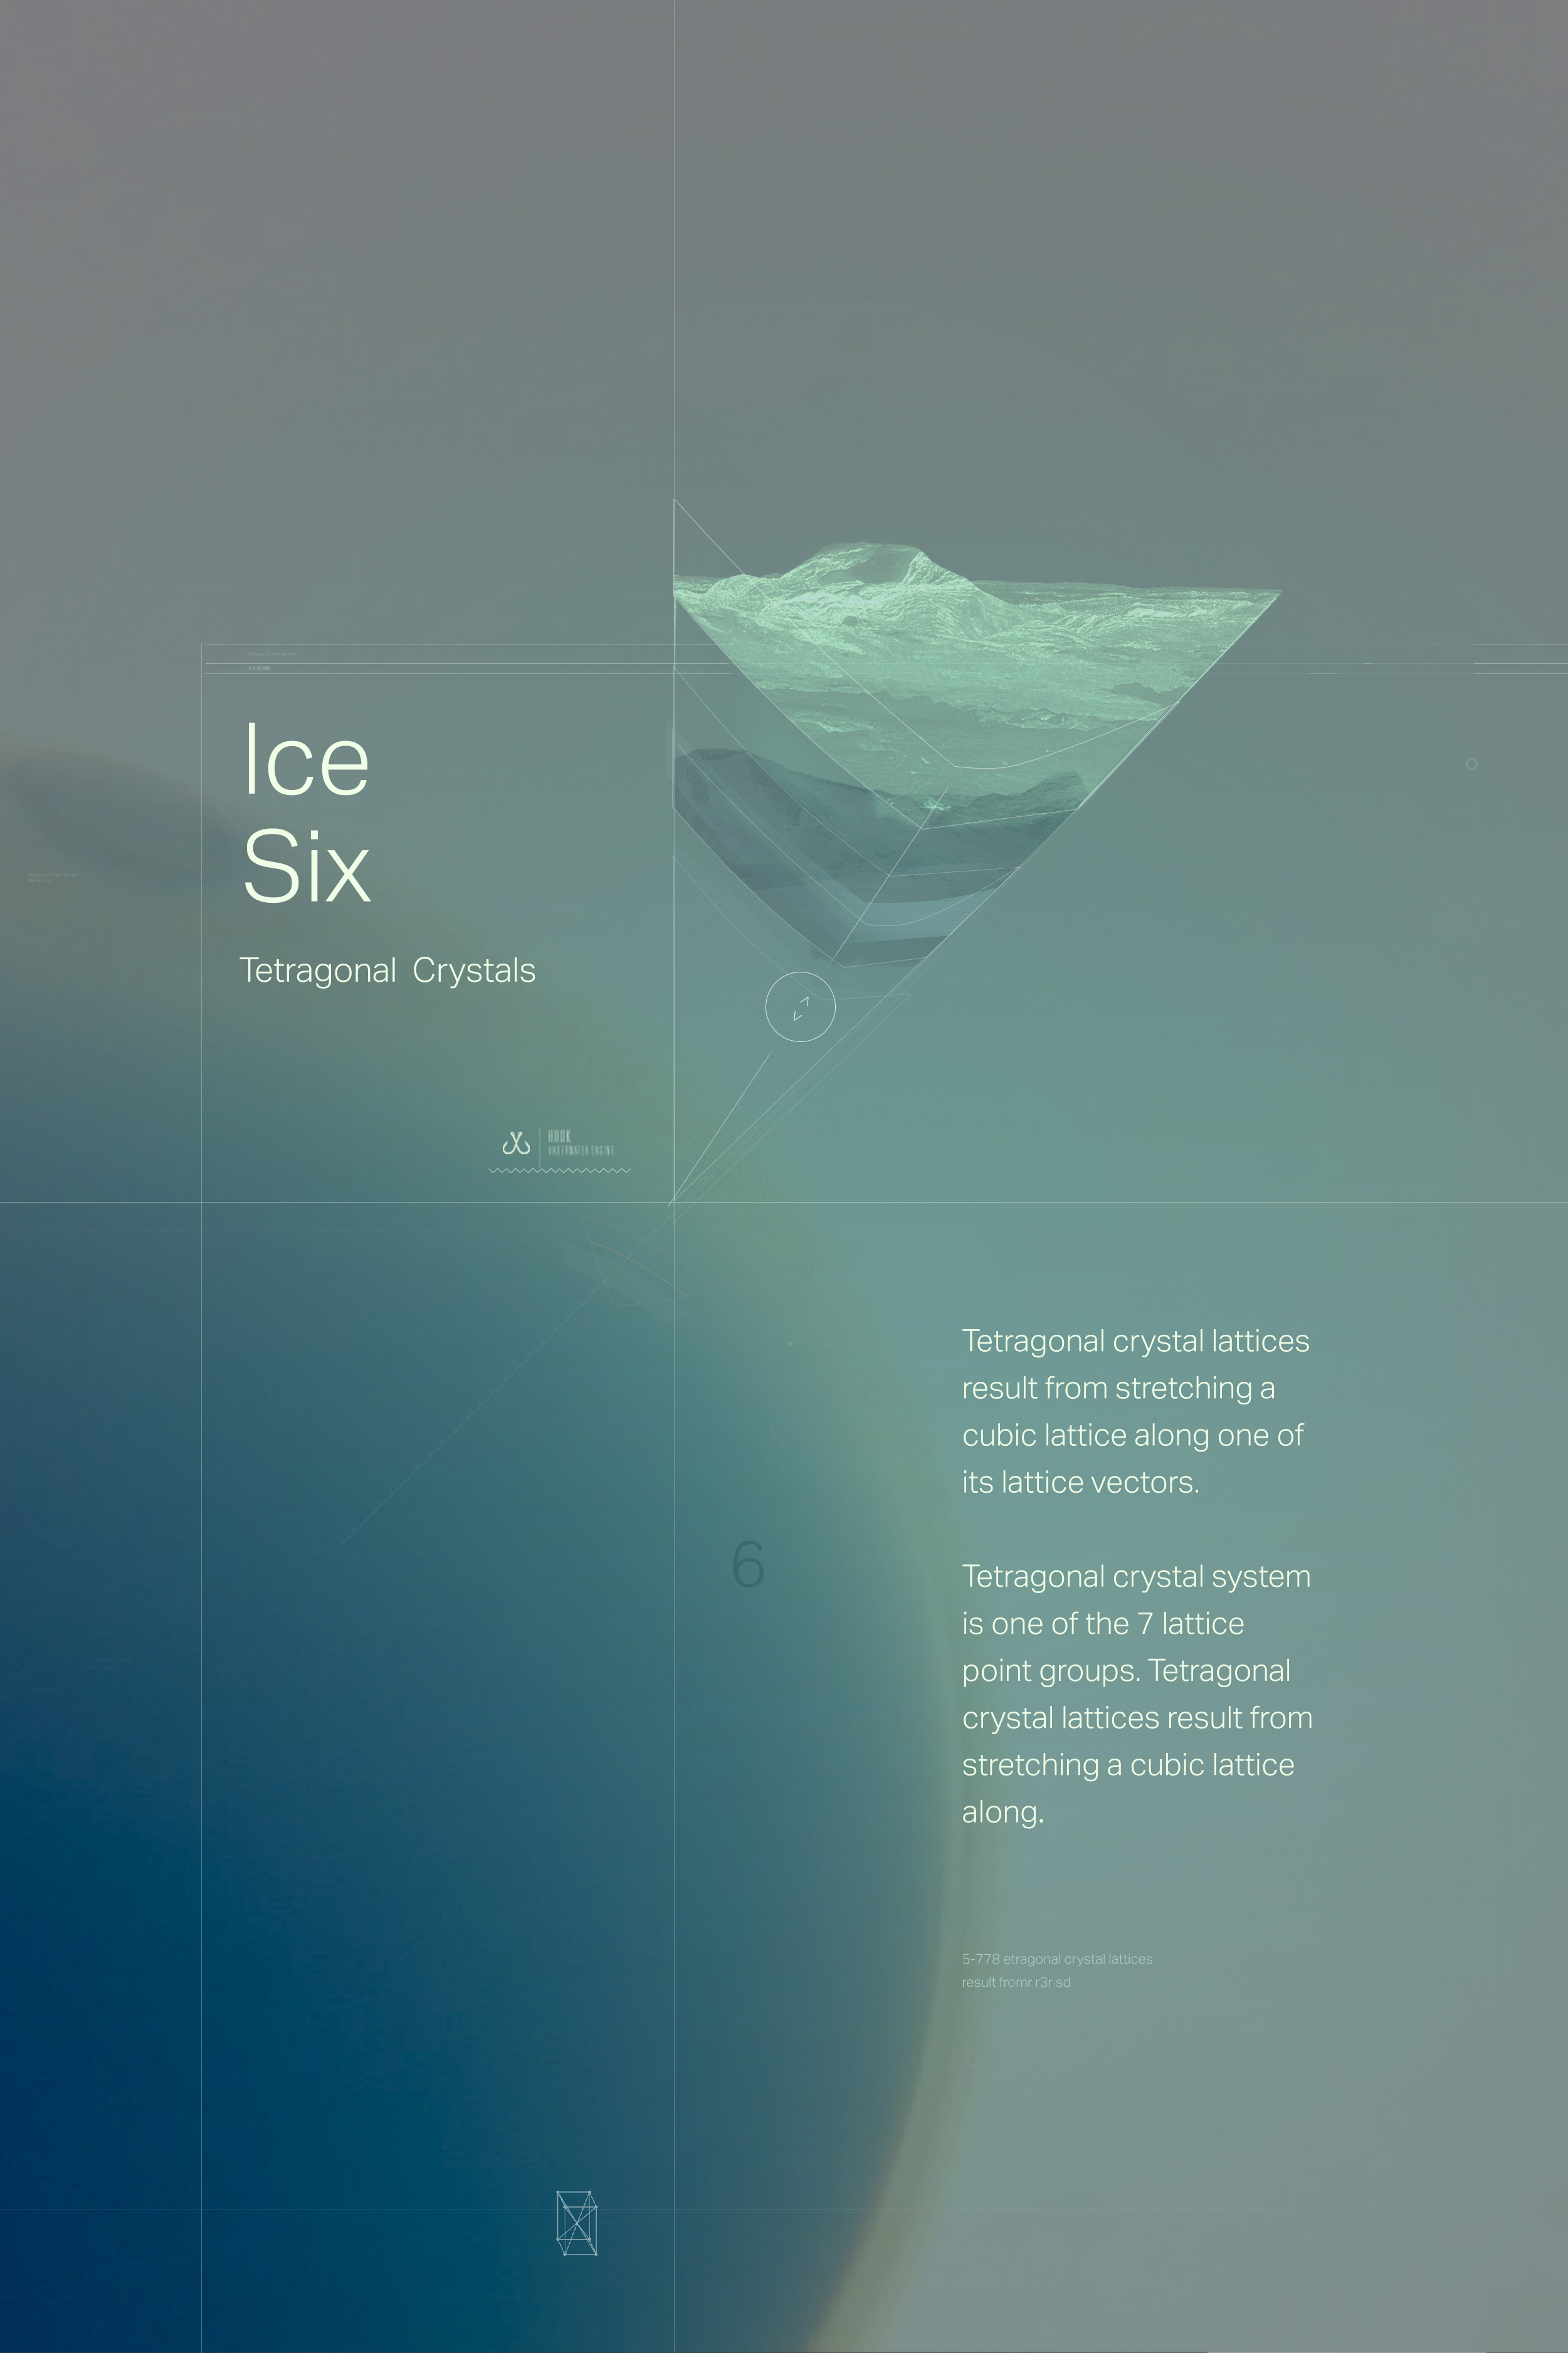 Ice
Six
Tetragonal Crystals
HOOK
UNDERWATER ENGINE
Tetragonal crystal lattices
result from stretching a
cubic lattice along one of
its lattice vectors.
6
Tetragonal crystal system
is one of the 7 lattice
point groups. Tetragonal
crystal lattices result from
stretching a cubic lattice
along.
5-778 etragonal crystal lattices
result fromr r3r sd